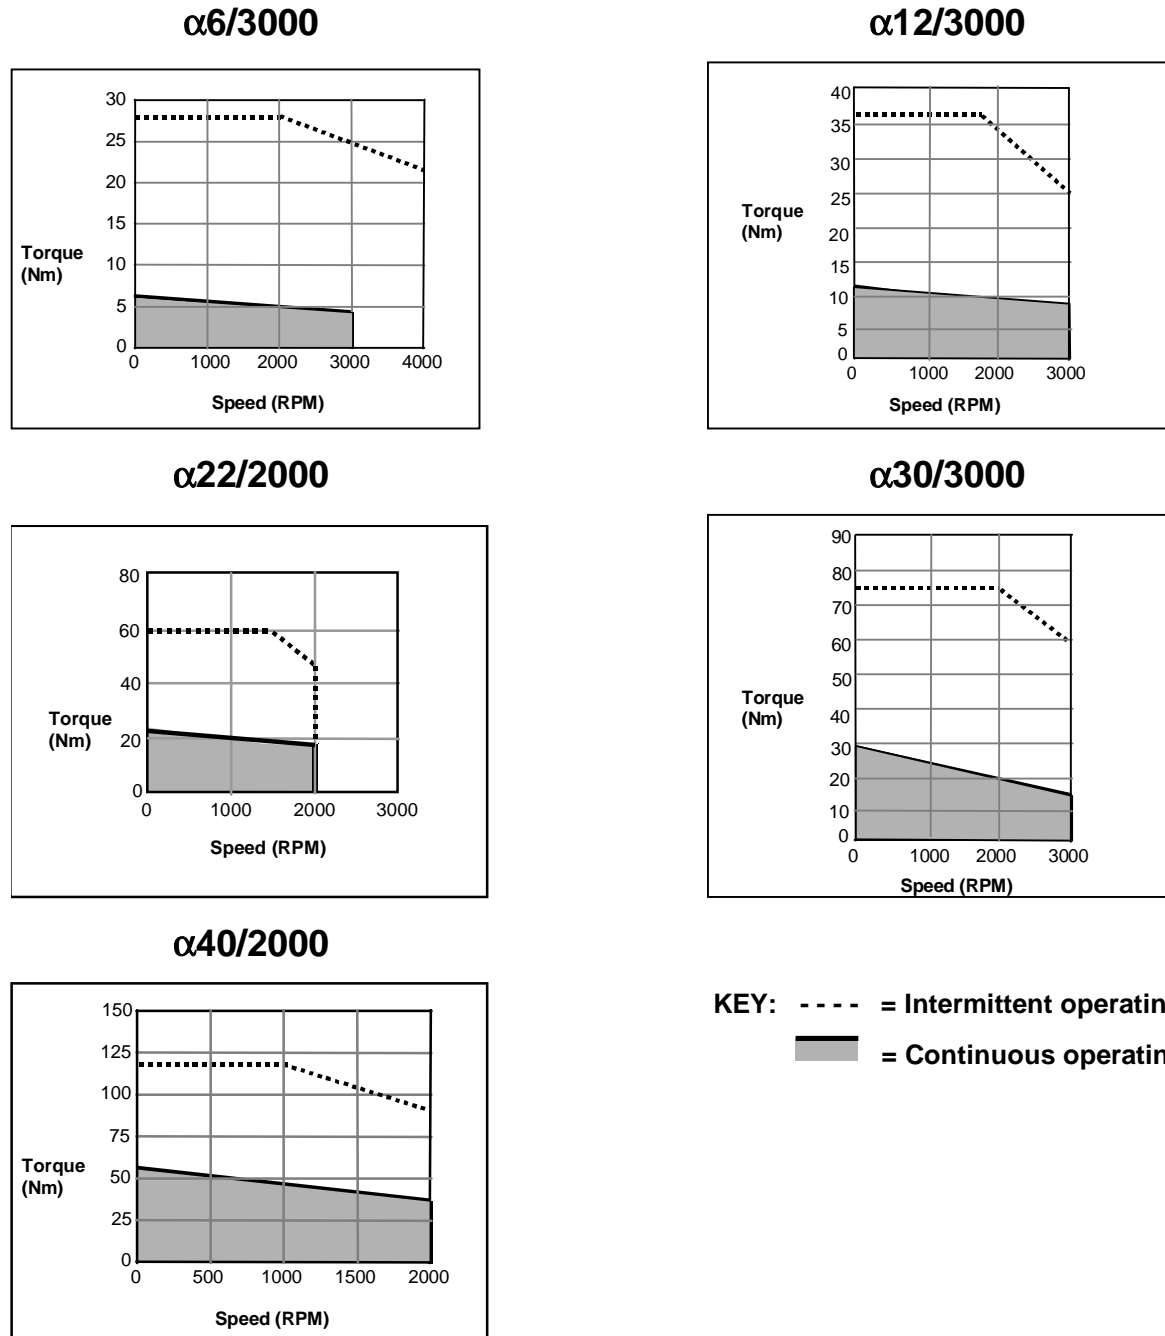 α6/3000
30
25
20
15
10
5
0
Torque
(Nm)
0 1000 2000 3000 4000
Speed (RPM)
α12/3000
40
35
30
25
20
15
10
5
0
Torque
(Nm)
0 1000 2000 3000
Speed (RPM)
α22/2000
80
60
40
20
0
Torque
(Nm)
0 1000 2000 3000
Speed (RPM)
α30/3000
90
80
70
60
50
40
30
20
10
0
Torque
(Nm)
0 1000 2000 3000
Speed (RPM)
α40/2000
150
125
100
75
50
25
0
Torque
(Nm)
0 500 1000 1500 2000
Speed (RPM)
KEY: - - - - = Intermittent operatin
= Continuous operatin